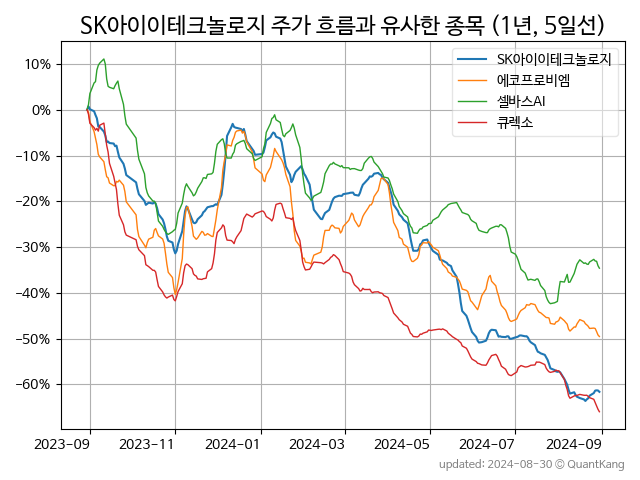 SK아이이테크놀로지 주가 흐름과 유사한 종목 (1년, 5일선)
SK아이이테크놀로지
에코프로비엠
셀바스AI
큐렉소
10%
0%
−10%
−20%
−30%
−40%
−50%
−60%
2023-09 2023-11 2024-01 2024-03 2024-05 2024-07 2024-09
updated: 2024-08-30 © QuantKang